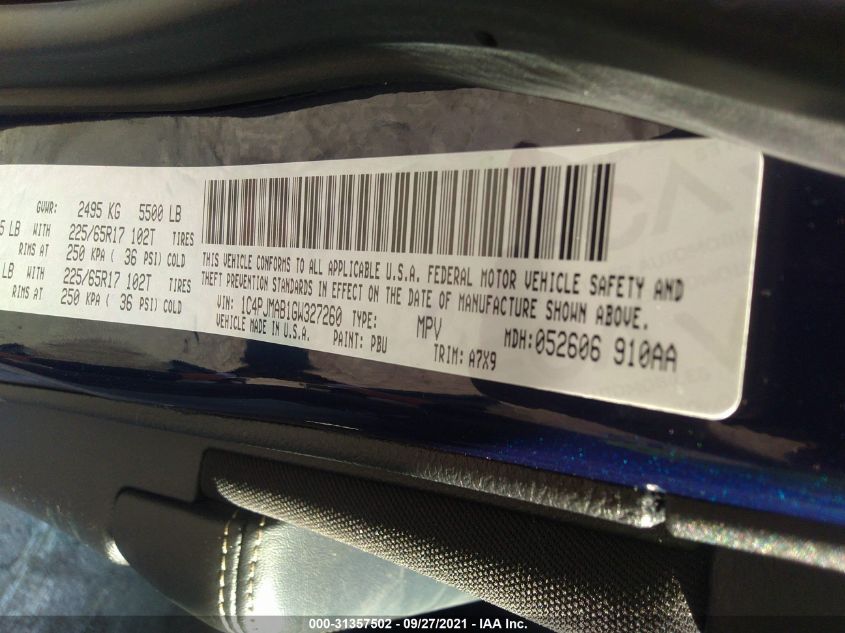 GVWR: 2495 KG 5500 LB
5 LB WITH 225/65R17 102T TIRES
RIMS AT 250 KPA ( 36 PSI) COLD
LB WITH 225/65R17 102T TIRES
RIMS AT 250 KPA ( 36 PSI) COLD
THIS VEHICLE CONFORMS TO ALL APPLICABLE U.S.A. FEDERAL MOTOR VEHICLE SAFETY AND
THEFT PREVENTION STANDARDS IN EFFECT ON THE DATE OF MANUFACTURE SHOWN ABOVE.
VIN: 1C4PJMAB1GW327260 TYPE: MPV MDH:052606 910AA
VEHICLE MADE IN U.S.A. PAINT: PBU TRIM: A7X9
000-31357502 - 09/27/2021 - IAA Inc.